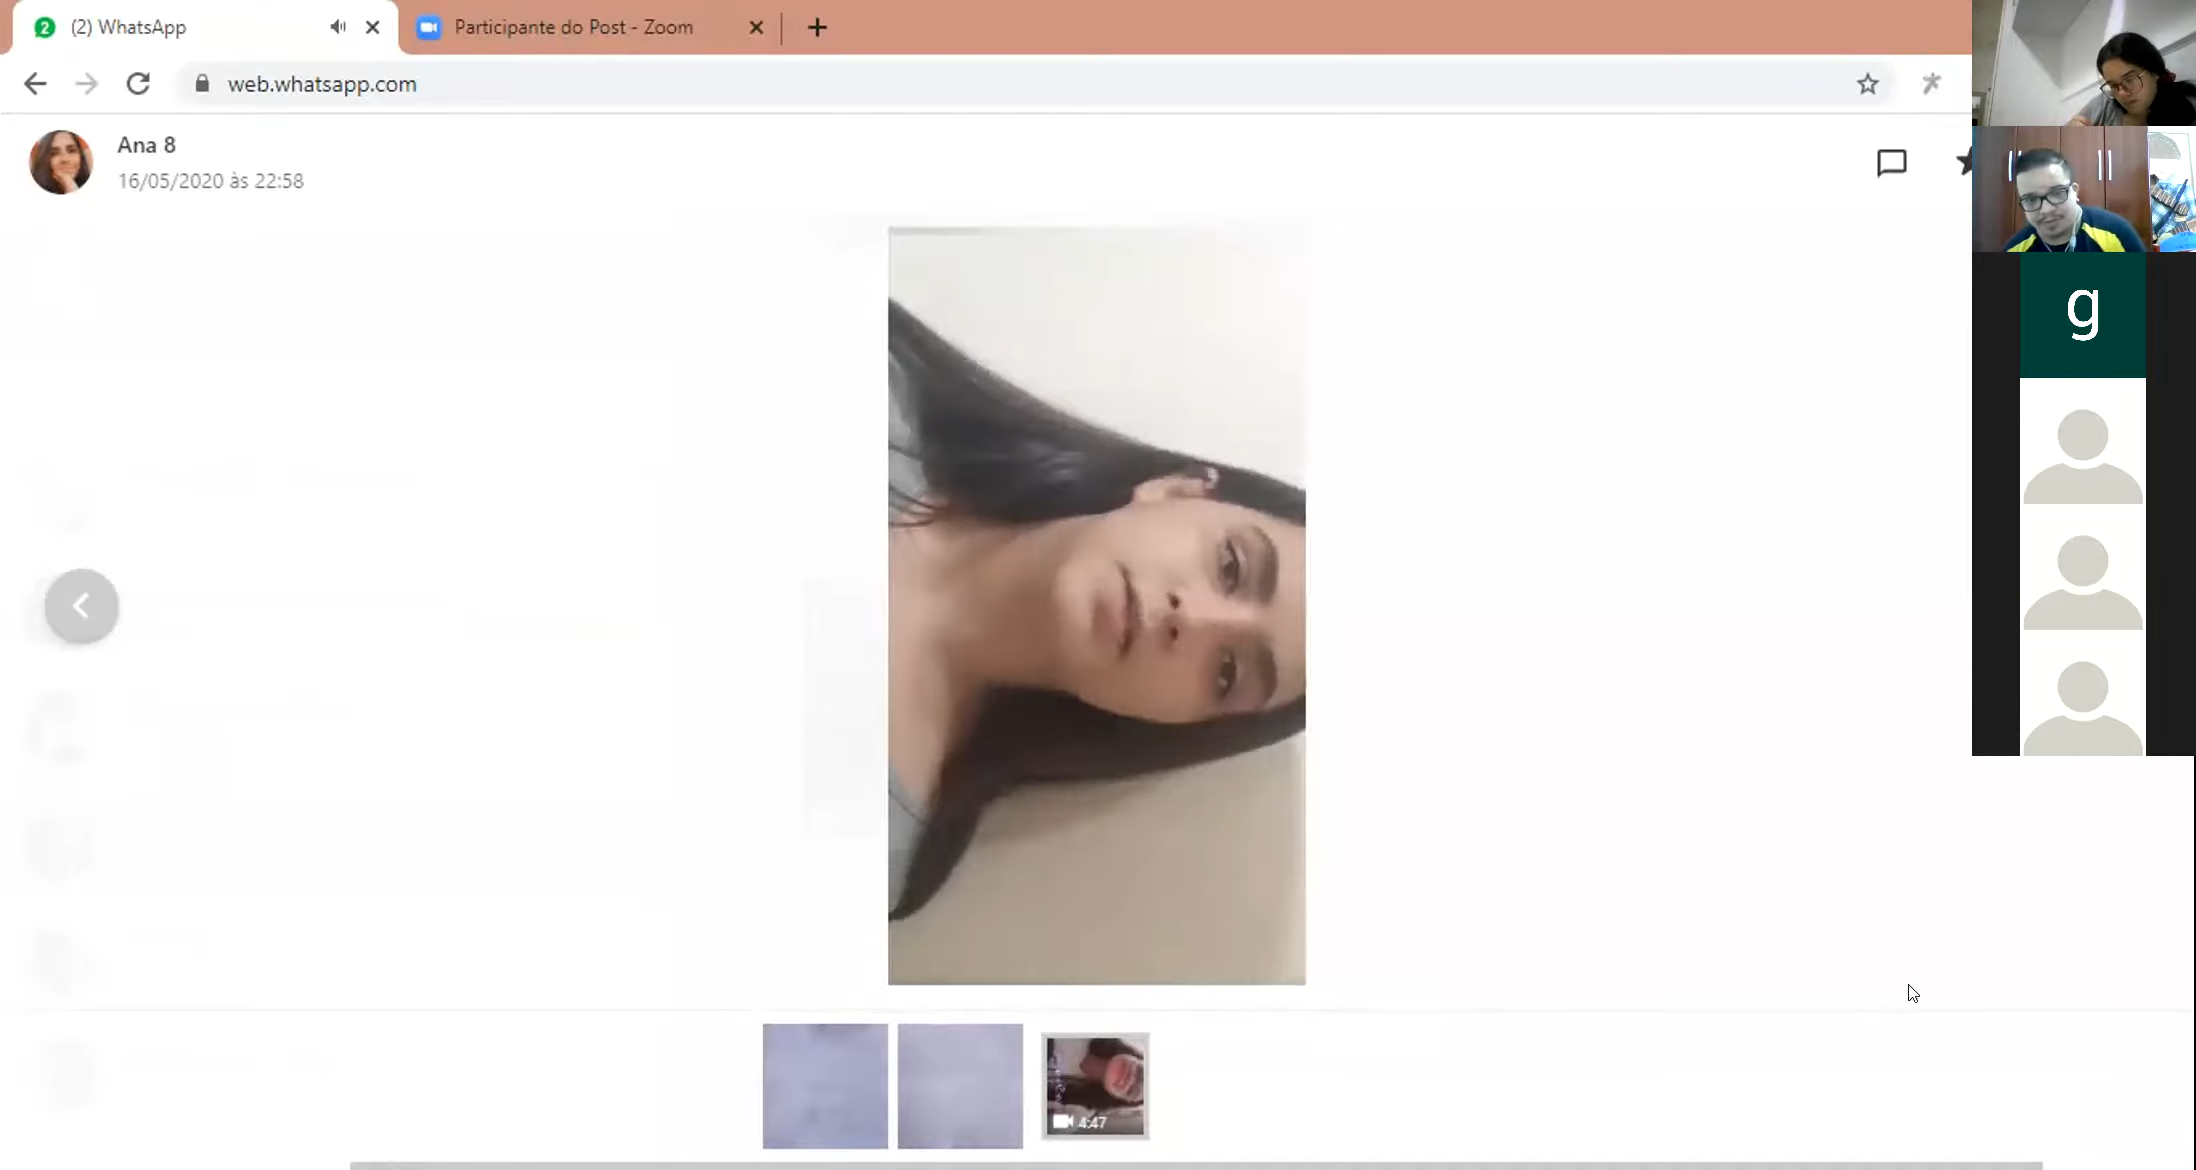 2 (2) WhatsApp
Participante do Post - Zoom
web.whatsapp.com
Ana 8
16/05/2020 às 22:58
g
4:47